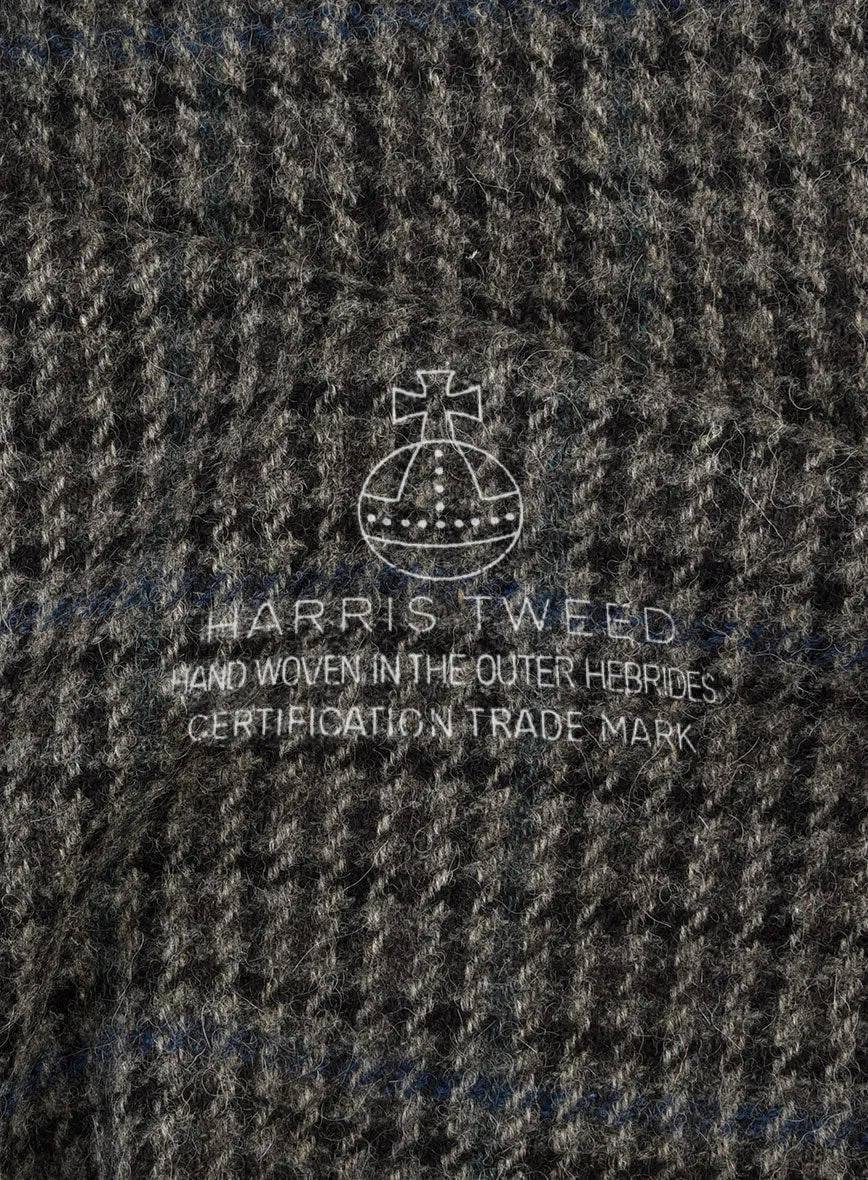 HARRIS TWEED
HAND WOVEN IN THE OUTER HEBRIDES
CERTIFICATION TRADE MARK